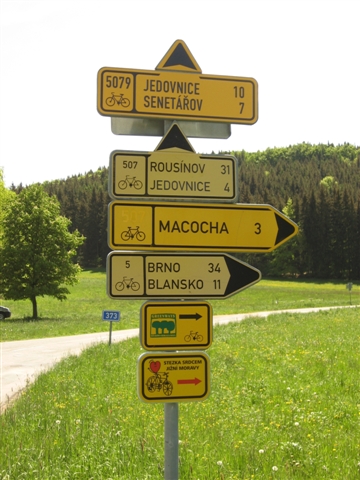 5079 JEDOVNICE 10
SENETÁŘOV 7
507 ROUSÍNOV 31
JEDOVNICE 4
MACOCHA 3
5 BRNO 34
BLANSKO 11
373
STEZKA SRDCEM
JIŽNÍ MORAVY